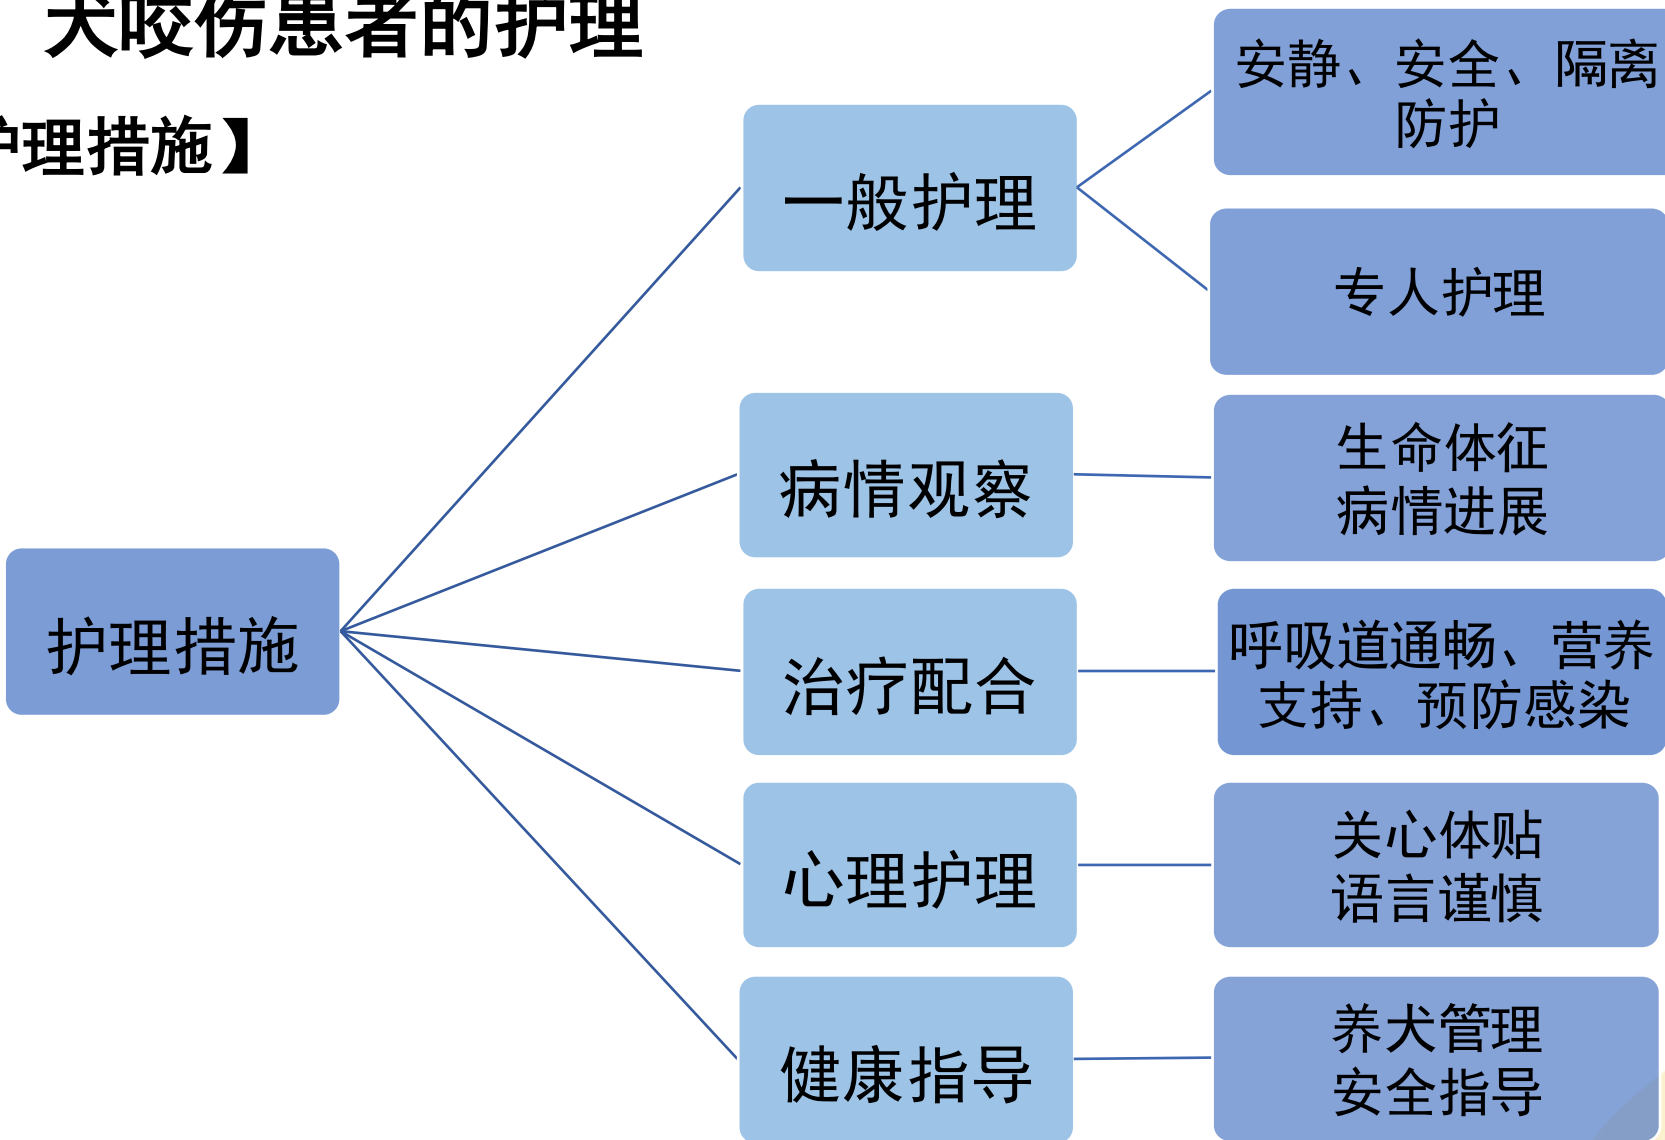 犬咬伤患者的护理
护理措施】
一般护理
安静、安全、隔离
防护
专人护理
病情观察
生命体征
病情进展
护理措施
治疗配合
呼吸道通畅、营养
支持、预防感染
心理护理
关心体贴
语言谨慎
健康指导
养犬管理
安全指导